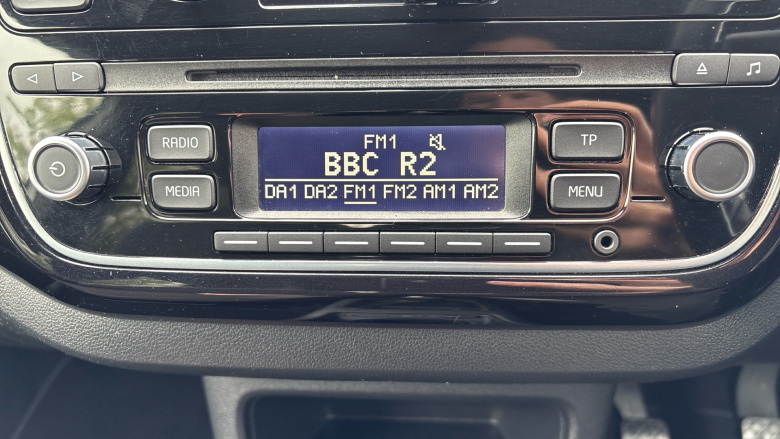 RADIO
MEDIA
FM1
BBC R2
DA1 DA2 FM1 FM2 AM1 AM2
TP
MENU